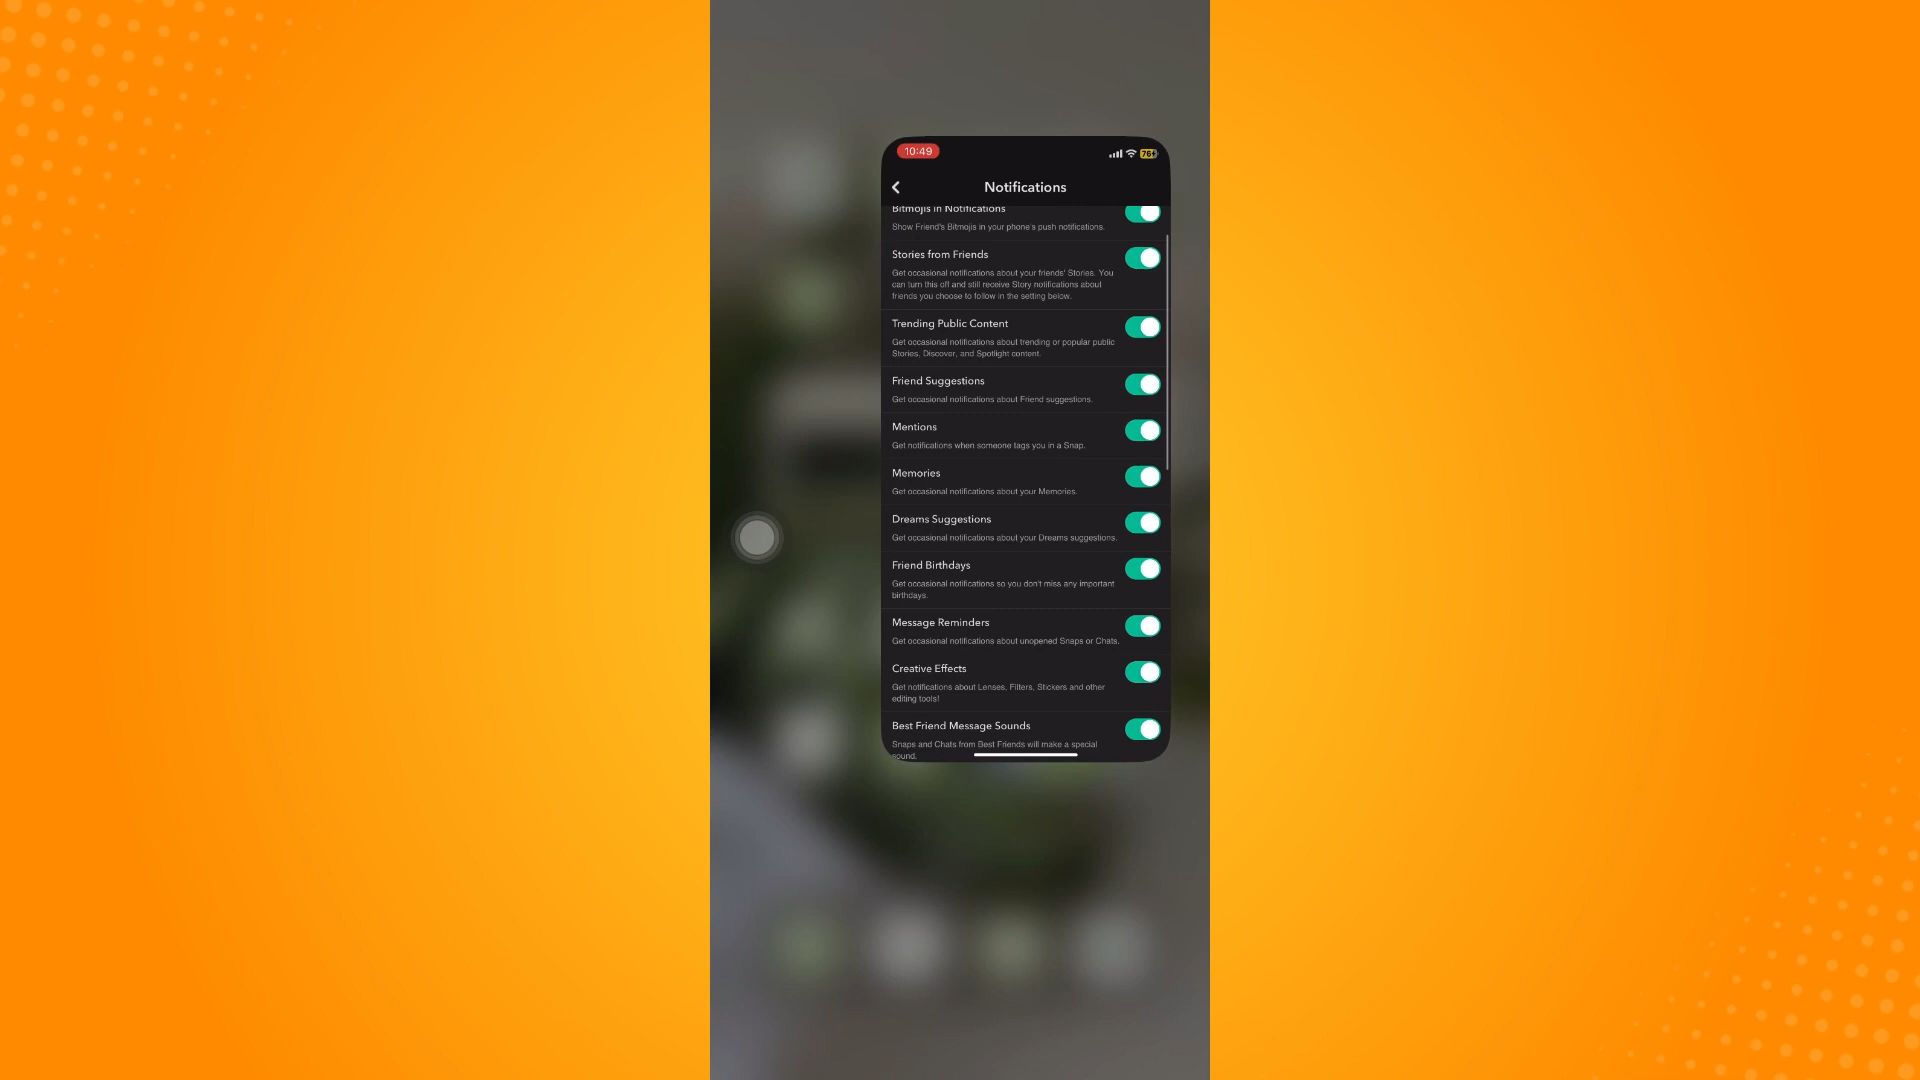 10:49
76
Notifications
Bitmojis in Notifications
Show Friend's Bitmojis in your phone's push notifications.
Stories from Friends
Get occasional notifications about your friends' Stories. You
can turn this off and still receive Story notifications about
friends you choose to follow in the setting below.
Trending Public Content
Get occasional notifications about trending or popular public
Stories, Discover, and Spotlight content.
Friend Suggestions
Get occasional notifications about Friend suggestions.
Mentions
Get notifications when someone tags you in a Snap.
Memories
Get occasional notifications about your Memories.
Dreams Suggestions
Get occasional notifications about your Dreams suggestions.
Friend Birthdays
Get occasional notifications so you don't miss any important
birthdays.
Message Reminders
Get occasional notifications about unopened Snaps or Chats.
Creative Effects
Get notifications about Lenses, Filters, Stickers and other
editing tools!
Best Friend Message Sounds
Snaps and Chats from Best Friends will make a special
sound.